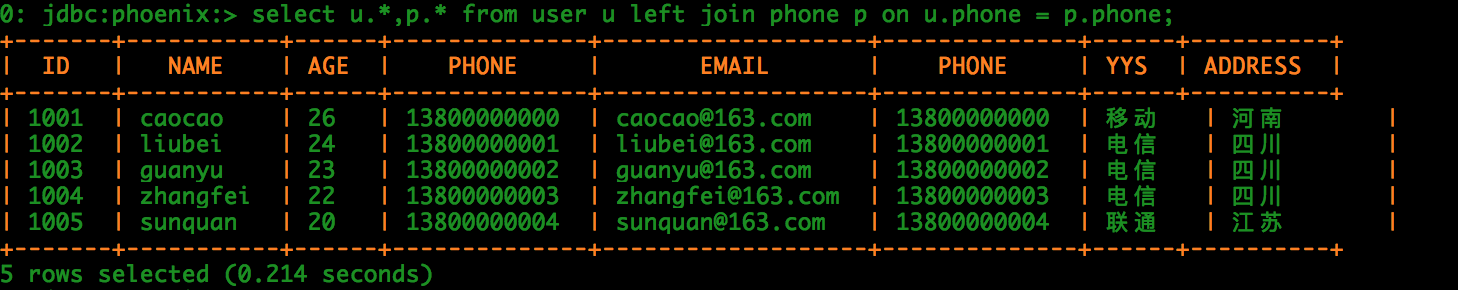 0: jdbc:phoenix:> select u.*,p.* from user u left join phone p on u.phone = p.phone;
+-------+----------+------+--------------+--------------------+--------------+------+----------+
|  ID   |   NAME   | AGE  |    PHONE     |       EMAIL        |    PHONE     | YYS  | ADDRESS  |
+-------+----------+------+--------------+--------------------+--------------+------+----------+
| 1001  | caocao   | 26   | 13800000000  | caocao@163.com     | 13800000000  | 移动   | 河南       |
| 1002  | liubei   | 24   | 13800000001  | liubei@163.com     | 13800000001  | 电信   | 四川       |
| 1003  | guanyu   | 23   | 13800000002  | guanyu@163.com     | 13800000002  | 电信   | 四川       |
| 1004  | zhangfei  | 22   | 13800000003  | zhangfei@163.com   | 13800000003  | 电信   | 四川       |
| 1005  | sunquan  | 20   | 13800000004  | sunquan@163.com    | 13800000004  | 联通   | 江苏       |
+-------+----------+------+--------------+--------------------+--------------+------+----------+
5 rows selected (0.214 seconds)